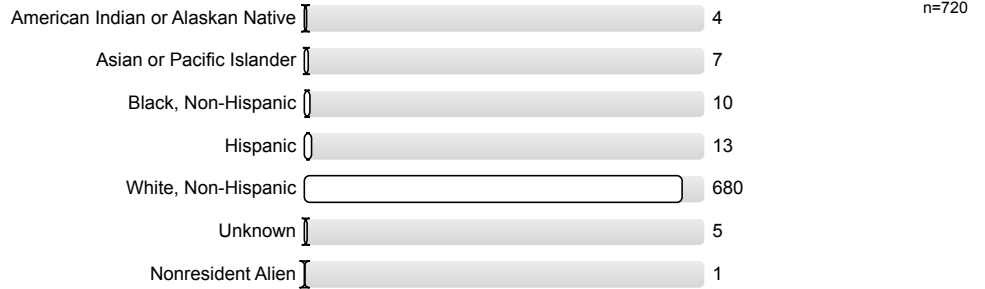 n=720
American Indian or Alaskan Native 4
Asian or Pacific Islander 7
Black, Non-Hispanic 10
Hispanic 13
White, Non-Hispanic 680
Unknown 5
Nonresident Alien 1